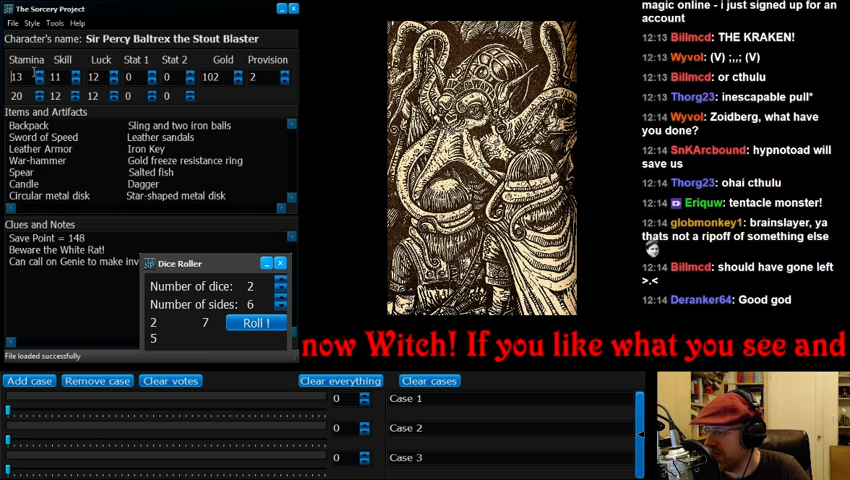 The Sorcery Project
File Style Tools Help
Character's name: Sir Percy Baltrex the Stout Blaster
Stamina Skill Luck Stat 1 Stat 2 Gold Provision
13 11 12 0 0 102 2
20 12 12 0 0
Items and Artifacts
Backpack Sling and two iron balls
Sword of Speed Leather sandals
Leather Armor Iron Key
War-hammer Gold freeze resistance ring
Spear Salted fish
Candle Dagger
Circular metal disk Star-shaped metal disk
Clues and Notes
Save Point = 148
Beware the White Rat!
Can call on Genie to make inv
Dice Roller
Number of dice: 2
Number of sides: 6
2 7 Roll !
5
File loaded successfully
now Witch! If you like what you see and
Add case Remove case Clear votes Clear everything Clear cases
0 Case 1
0 Case 2
0 Case 3
magic online - i just signed up for an
account
12:13 Billmcd: THE KRAKEN!
12:13 Wyvol: (V) ;,,; (V)
12:13 Billmcd: or cthulu
12:13 Thorg23: inescapable pull*
12:14 Wyvol: Zoidberg, what have
you done?
12:14 SnKArcbound: hypnotoad will
save us
12:14 Thorg23: ohai cthulu
12:14 Eriquw: tentacle monster!
12:14 globmonkey1: brainslayer, ya
thats not a ripoff of something else
12:14 Billmcd: should have gone left
>.<
12:14 Deranker64: Good god